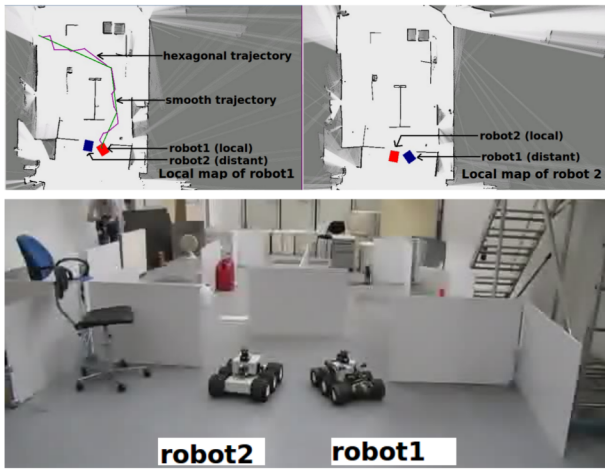 hexagonal trajectory
smooth trajectory
robot1 (local)
robot2 (distant)
Local map of robot1
robot2 (local)
robot1 (distant)
Local map of robot 2
robot2
robot1